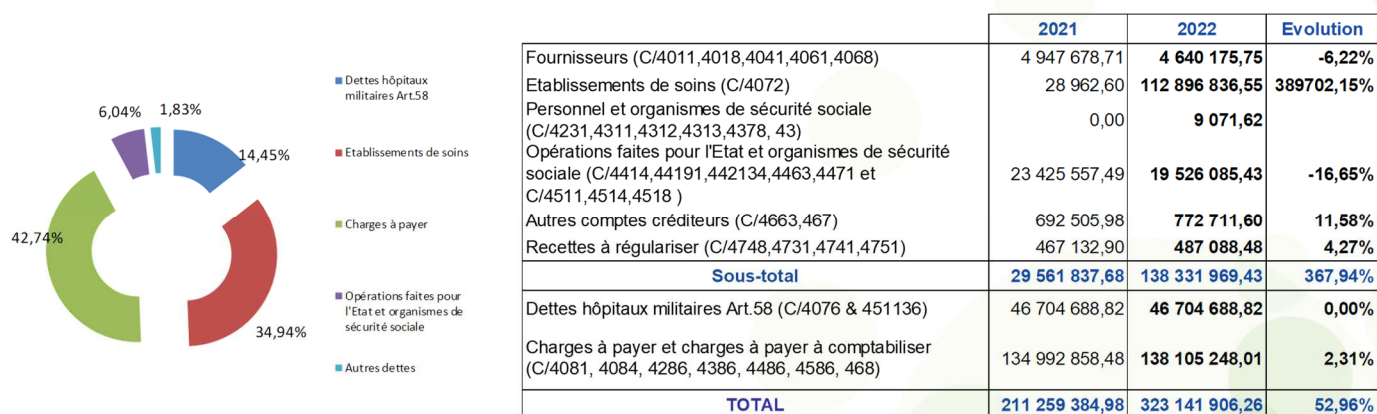 Dettes hôpitaux
militaires Art.58
Etablissements de soins
Charges à payer
Opérations faites pour
l'Etat et organismes de
sécurité sociale
Autres dettes
6,04%
1,83%
14,45%
42,74%
34,94%
2021 2022 Evolution
Fournisseurs (C/4011,4018,4041,4061,4068) 4 947 678,71 4 640 175,75 -6,22%
Etablissements de soins (C/4072) 28 962,60 112 896 836,55 389702,15%
Personnel et organismes de sécurité sociale
(C/4231,4311,4312,4313,4378, 43) 0,00 9 071,62
Opérations faites pour l'Etat et organismes de sécurité
sociale (C/4414,44191,442134,4463,4471 et 23 425 557,49 19 526 085,43 -16,65%
C/4511,4514,4518 )
Autres comptes créditeurs (C/4663,467) 692 505,98 772 711,60 11,58%
Recettes à régulariser (C/4748,4731,4741,4751) 467 132,90 487 088,48 4,27%
Sous-total 29 561 837,68 138 331 969,43 367,94%
Dettes hôpitaux militaires Art.58 (C/4076 & 451136) 46 704 688,82 46 704 688,82 0,00%
Charges à payer et charges à payer à comptabiliser
(C/4081, 4084, 4286, 4386, 4486, 4586, 468) 134 992 858,48 138 105 248,01 2,31%
TOTAL 211 259 384,98 323 141 906,26 52,96%